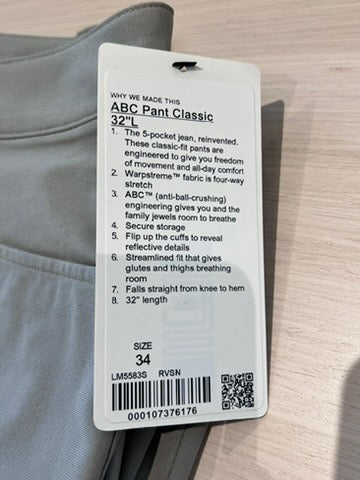 WHY WE MADE THIS
ABC Pant Classic
32"L
1. The 5-pocket jean, reinvented.
These classic-fit pants are
engineered to give you freedom
of movement and all-day comfort
2. Warpstreme™ fabric is four-way
stretch
3. ABC™ (anti-ball-crushing)
engineering gives you and the
family jewels room to breathe
4. Secure storage
5. Flip up the cuffs to reveal
reflective details
6. Streamlined fit that gives
glutes and thighs breathing
room
7. Falls straight from knee to hem
8. 32" length
SIZE
34
LM5583S RVSN
000107376176